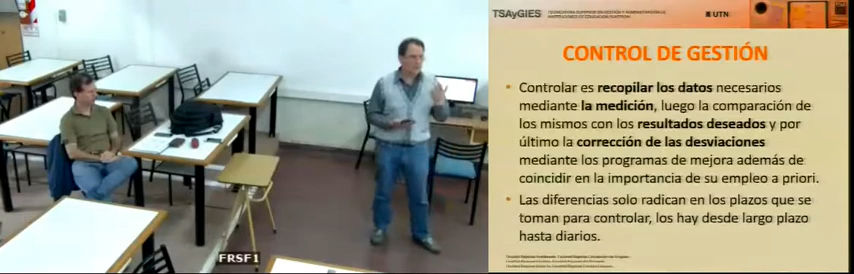 TSAyGIES
UTN
CONTROL DE GESTIÓN
• Controlar es recopilar los datos necesarios
mediante la medición, luego la comparación
de los mismos con los resultados deseados y por
último la corrección de las desviaciones
mediante los programas de mejora además de
coincidir en la importancia de su empleo a priori.
• Las diferencias solo radican en los plazos que se
toman para controlar, los hay desde largo plazo
hasta diarios.
FRSF1